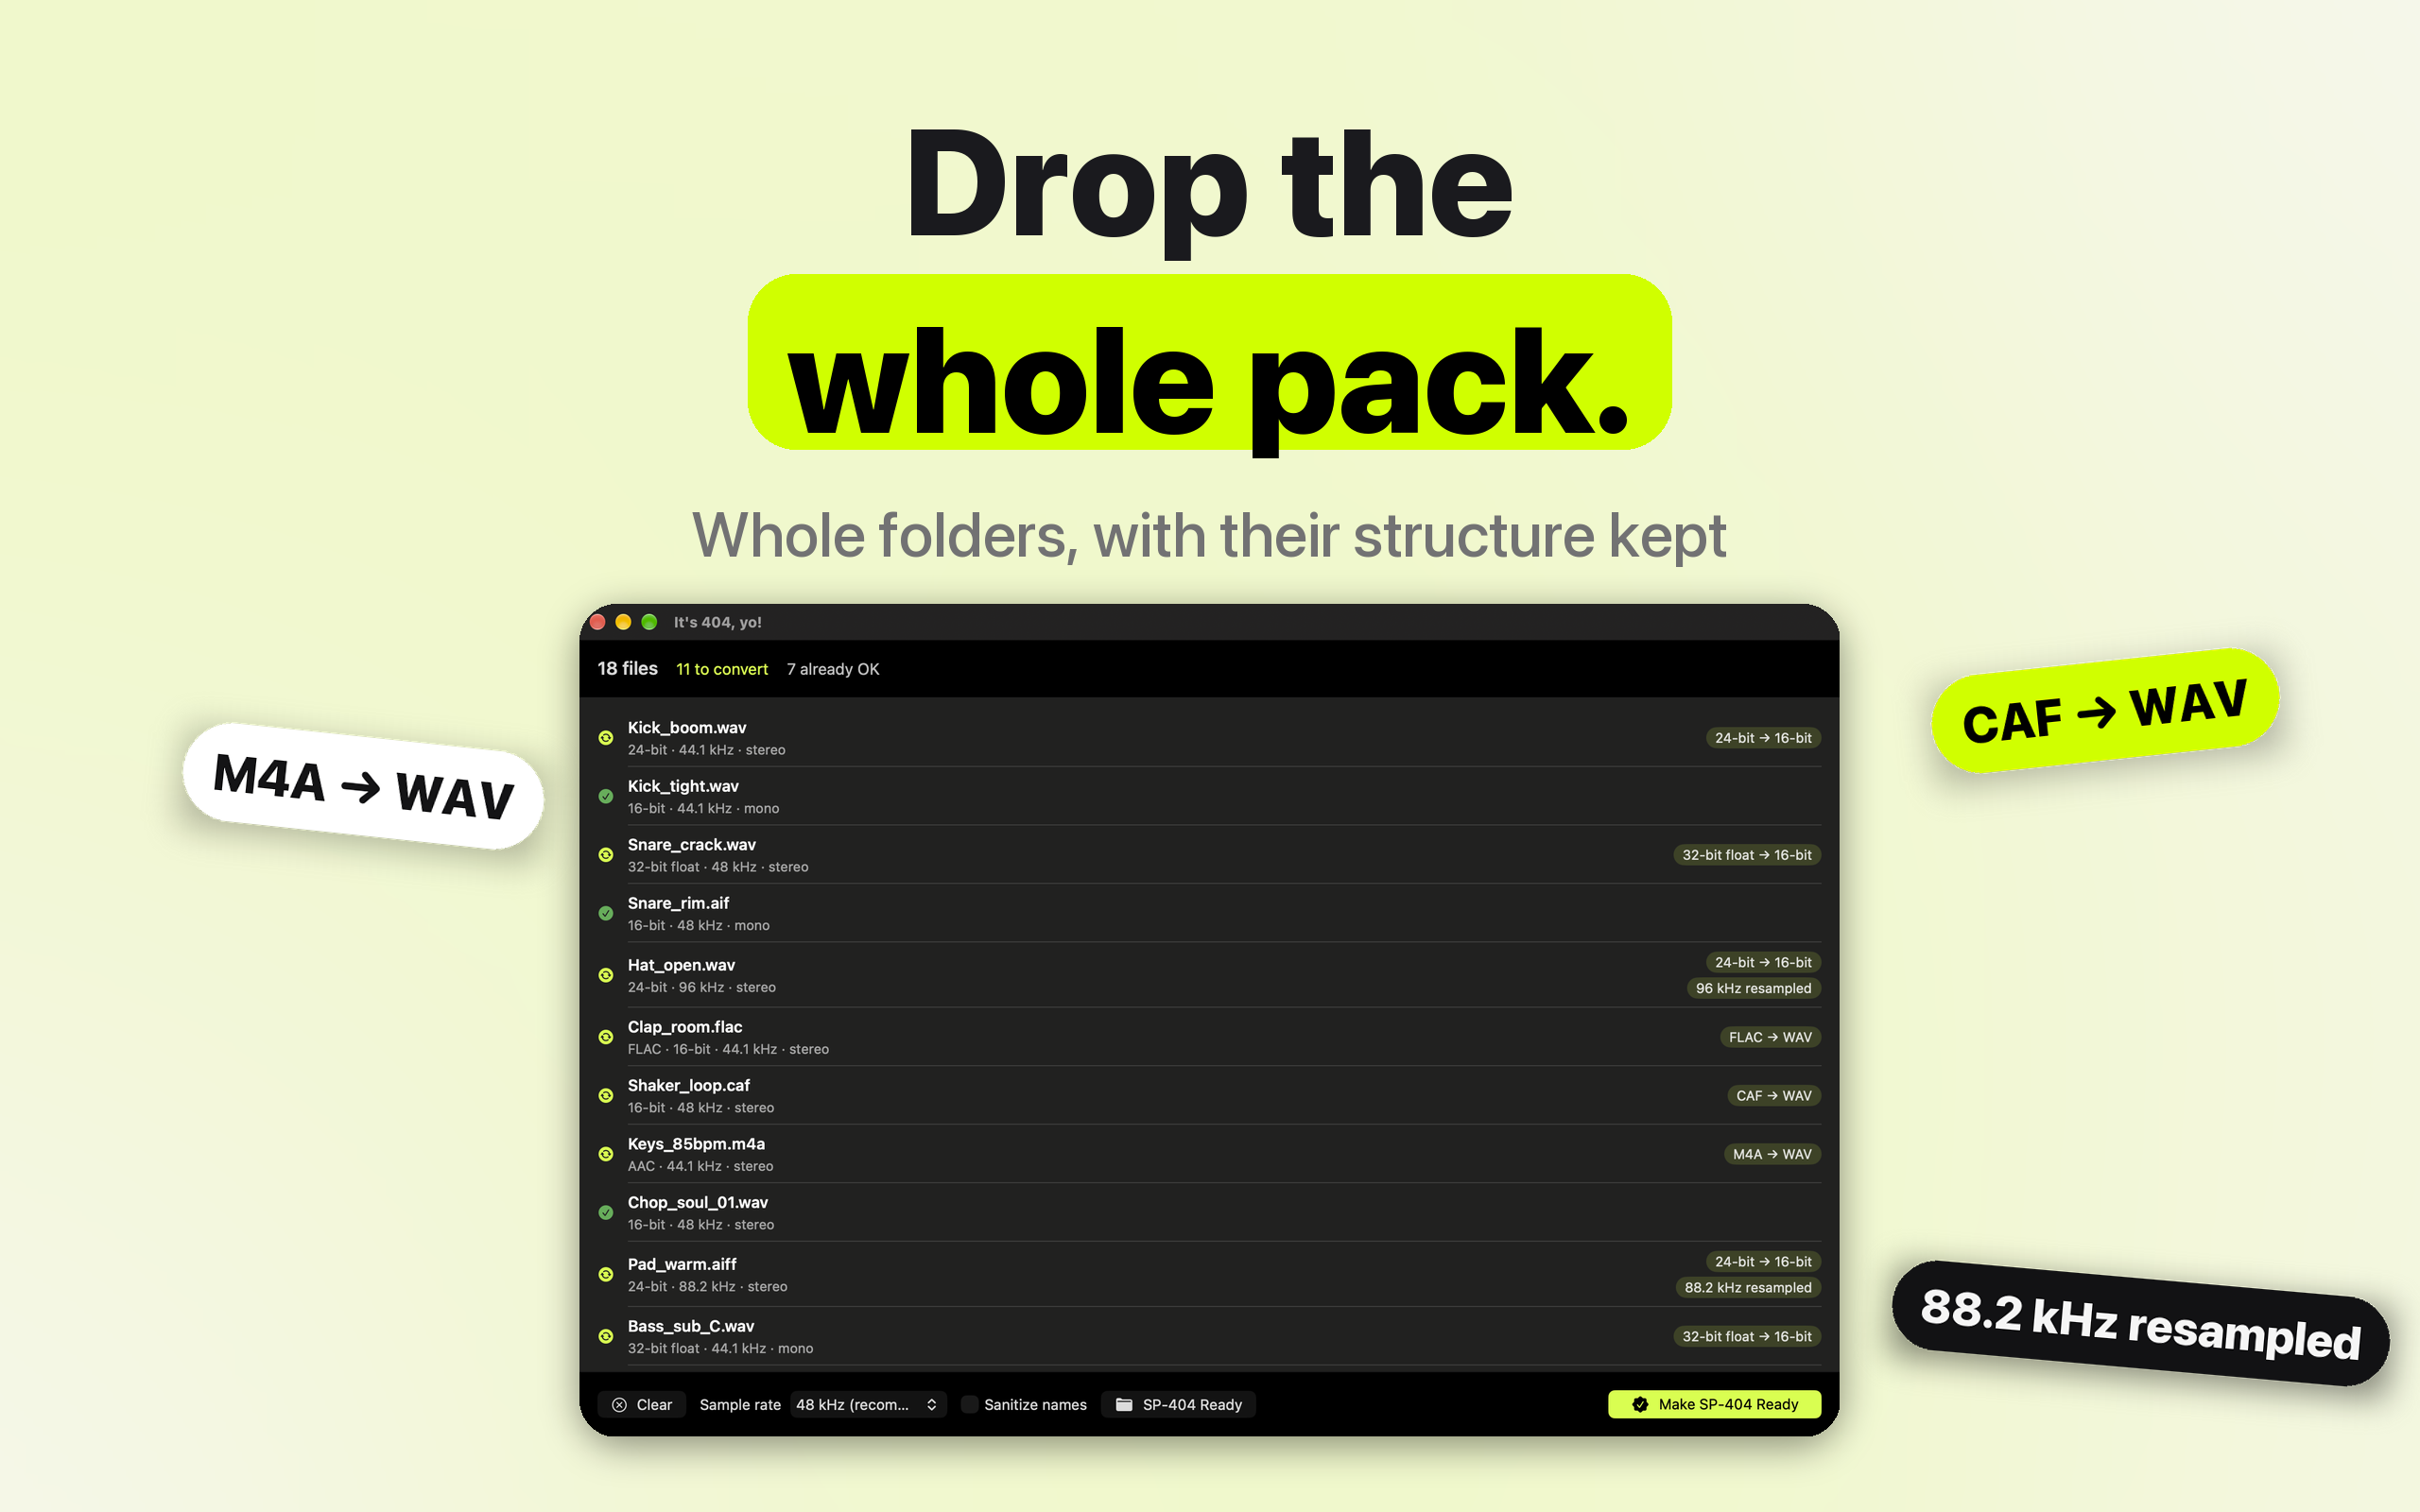 Drop the
whole pack.
Whole folders, with their structure kept
It's 404, yo!
18 files 11 to convert 7 already OK
Kick_boom.wav
24-bit · 44.1 kHz · stereo
24-bit → 16-bit
Kick_tight.wav
16-bit · 44.1 kHz · mono
Snare_crack.wav
32-bit float · 48 kHz · stereo
32-bit float → 16-bit
Snare_rim.aif
16-bit · 48 kHz · mono
Hat_open.wav
24-bit · 96 kHz · stereo
24-bit → 16-bit
96 kHz resampled
Clap_room.flac
FLAC · 16-bit · 44.1 kHz · stereo
FLAC → WAV
Shaker_loop.caf
16-bit · 48 kHz · stereo
CAF → WAV
Keys_85bpm.m4a
AAC · 44.1 kHz · stereo
M4A → WAV
Chop_soul_01.wav
16-bit · 48 kHz · stereo
Pad_warm.aiff
24-bit · 88.2 kHz · stereo
24-bit → 16-bit
88.2 kHz resampled
Bass_sub_C.wav
32-bit float · 44.1 kHz · mono
32-bit float → 16-bit
Clear Sample rate 48 kHz (recom... Sanitize names SP-404 Ready Make SP-404 Ready
M4A → WAV
CAF → WAV
88.2 kHz resampled